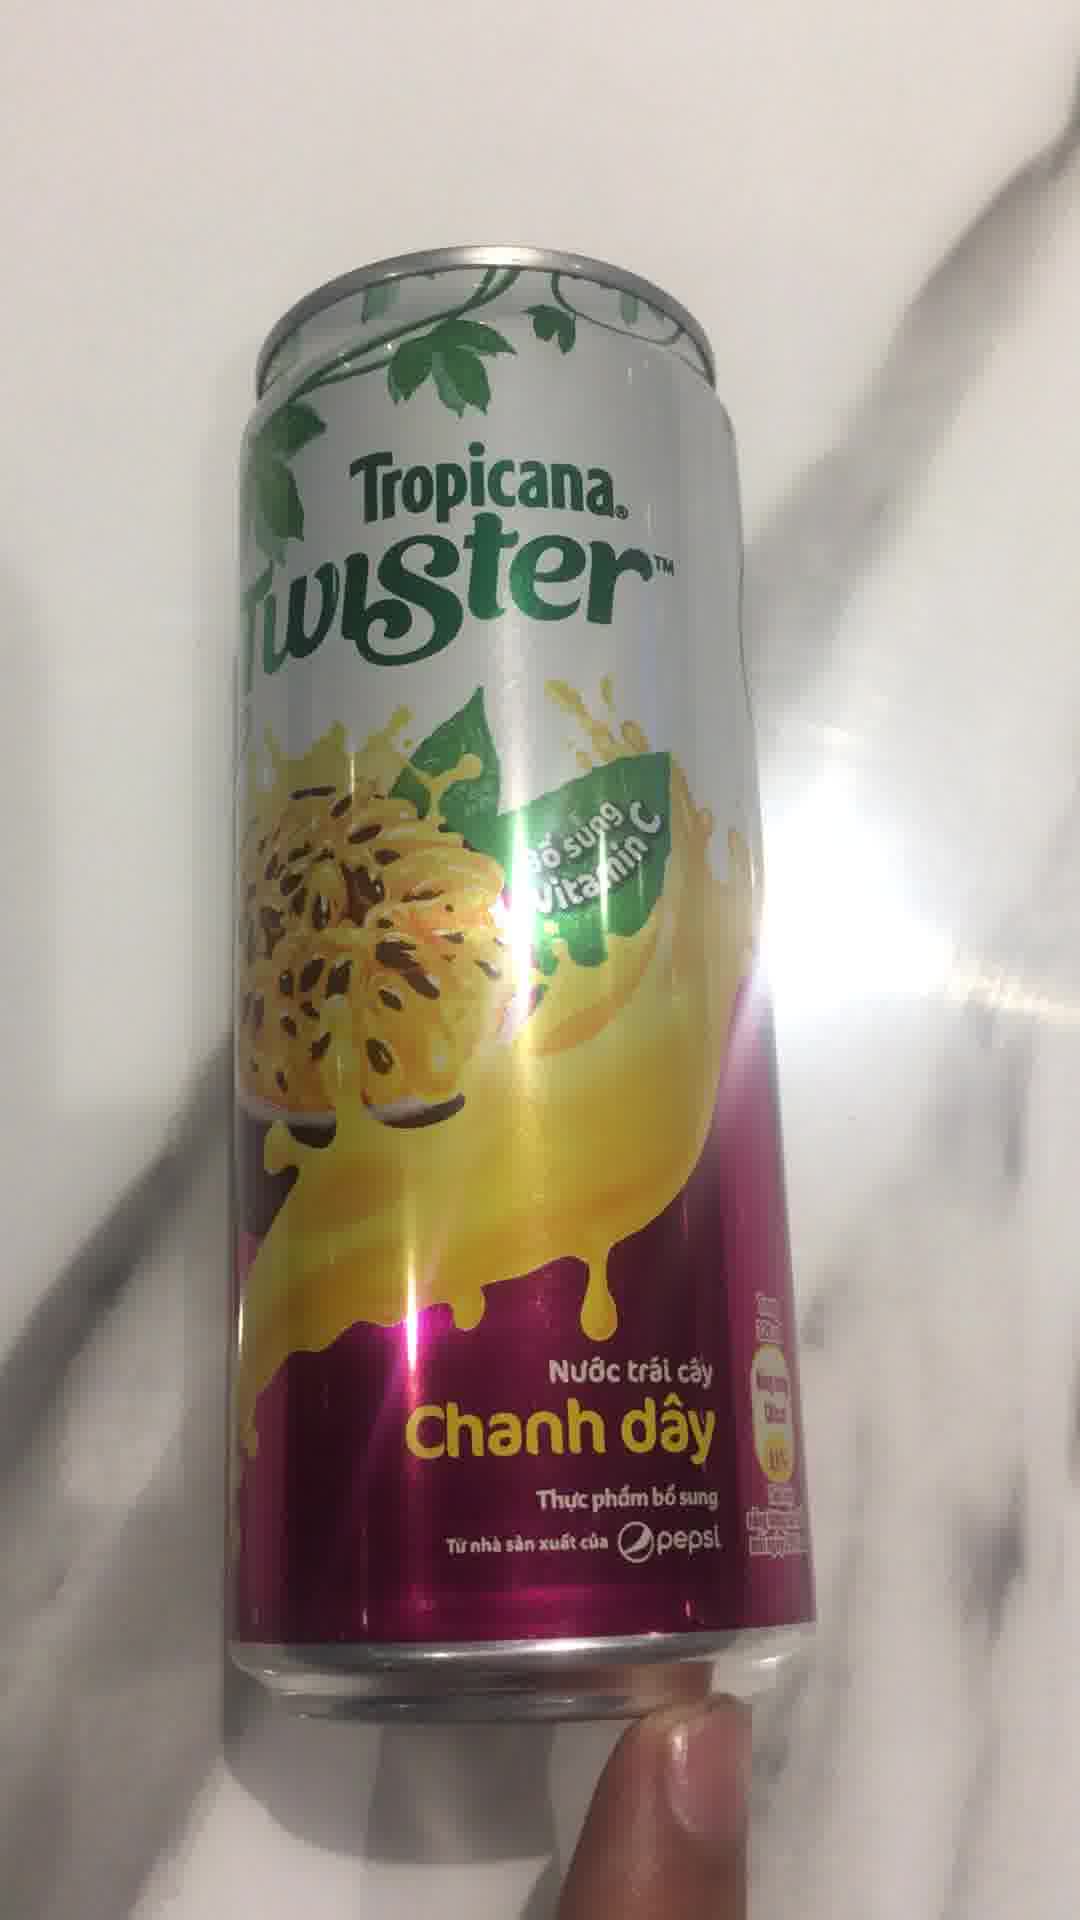 Tropicana®
Twister™
Bổ sung
Vitamin C
Nước trái cây
Chanh dây
Thực phẩm bổ sung
Từ nhà sản xuất của pepsi